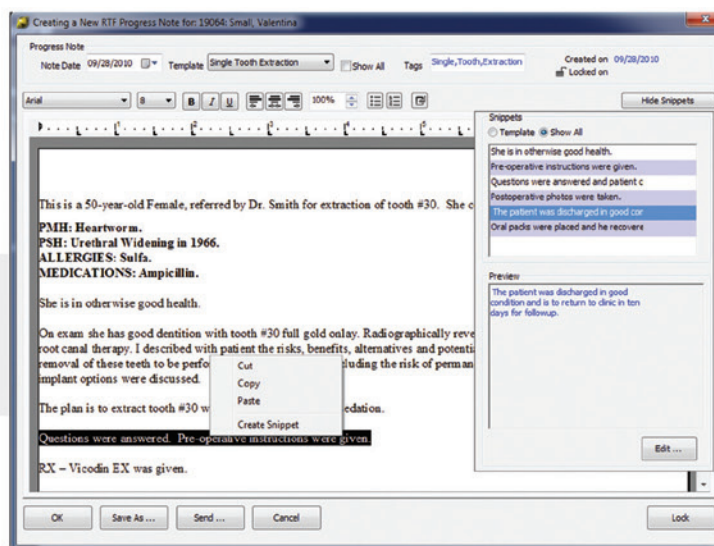 Creating a New RTF Progress Note for: 19064: Small, Valentina
Progress Note
Note Date 09/28/2010 Template Single Tooth Extraction Show All Tags Single,Tooth,Extraction Created on 09/28/2010
Locked on
Arial 8 B I U 100% Hide Snippets
Snippets
Template Show All
She is in otherwise good health.
Pre-operative instructions were given.
Questions were answered and patient c
Postoperative photos were taken.
The patient was discharged in good cor
Oral packs were placed and he recovere
Preview
The patient was discharged in good
condition and is to return to clinic in ten
days for followup.
Edit ...
1 2 3 4 5
This is a 50-year-old Female, referred by Dr. Smith for extraction of tooth #30. She c
PMH: Heartworm.
PSH: Urethral Widening in 1966.
ALLERGIES: Sulfa.
MEDICATIONS: Ampicillin.
She is in otherwise good health.
On exam she has good dentition with tooth #30 full gold onlay. Radiographically reve
root canal therapy. I described with patient the risks, benefits, alternatives and potentia
removal of these teeth to be perfo luding the risk of perman
implant options were discussed.
The plan is to extract tooth #30 w edation.
Questions were answered. Pre-operative instructions were given.
RX – Vicodin EX was given.
Cut
Copy
Paste
Create Snippet
OK Save As ... Send ... Cancel Lock